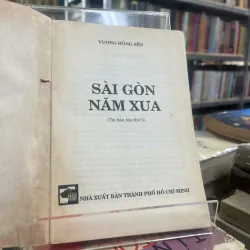 VƯƠNG HỒNG SỂN
SÀI GÒN
NĂM XƯA
(Tái bản lần thứ 3)
NHÀ XUẤT BẢN THÀNH PHỐ HỒ CHÍ MINH